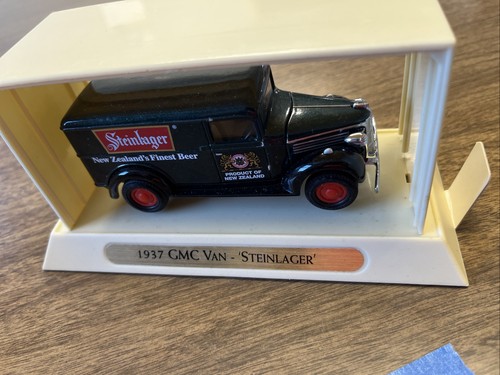 Steinlager
New Zealand's Finest Beer
PRODUCT OF
NEW ZEALAND
1937 GMC VAN - 'STEINLAGER'